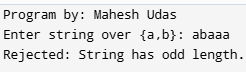 Program by: Mahesh Udas
Enter string over {a,b}: abaaa
Rejected: String has odd length.